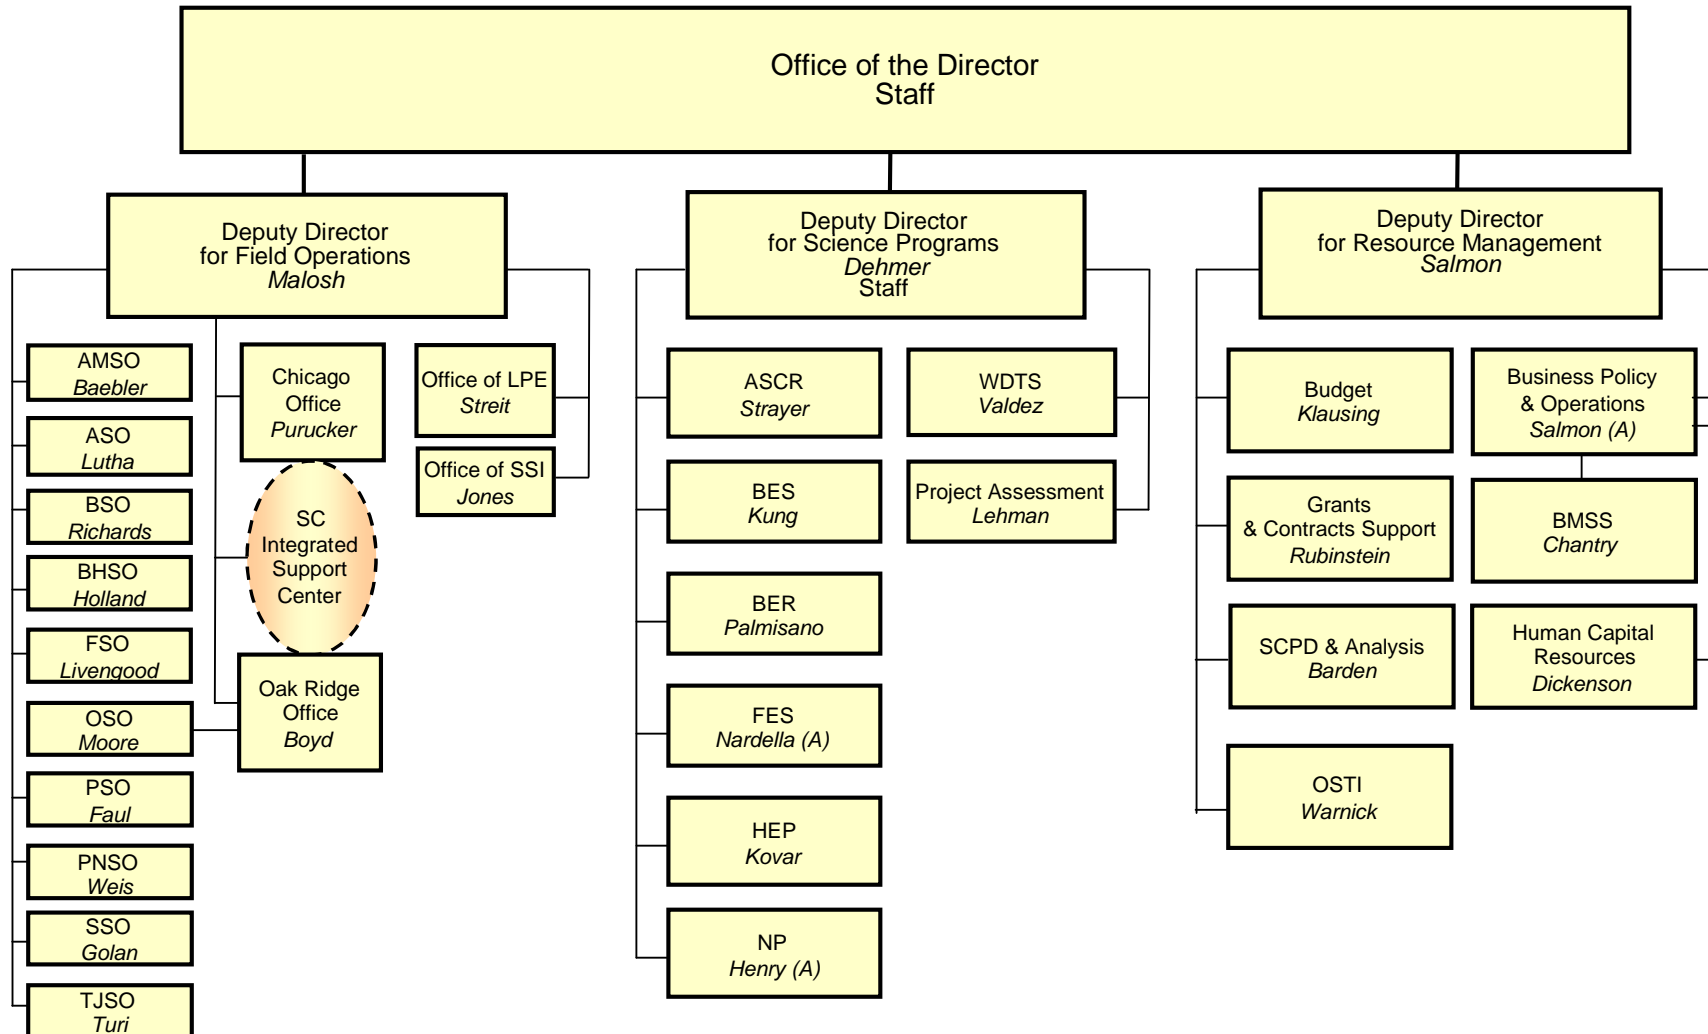 Office of the Director
Staff
Deputy Director
for Field Operations
Malosh
AMSO
Baebler
ASO
Lutha
BSO
Richards
BHSO
Holland
FSO
Livengood
OSO
Moore
PSO
Faul
PNSO
Weis
SSO
Golan
TJSO
Turi
Chicago
Office
Purucker
SC
Integrated
Support
Center
Oak Ridge
Office
Boyd
Office of LPE
Streit
Office of SSI
Jones
Deputy Director
for Science Programs
Dehmer
Staff
ASCR
Strayer
BES
Kung
BER
Palmisano
FES
Nardella (A)
HEP
Kovar
NP
Henry (A)
WDTS
Valdez
Project Assessment
Lehman
Deputy Director
for Resource Management
Salmon
Budget
Klausing
Grants
& Contracts Support
Rubinstein
SCPD & Analysis
Barden
OSTI
Warnick
Business Policy
& Operations
Salmon (A)
BMSS
Chantry
Human Capital
Resources
Dickenson